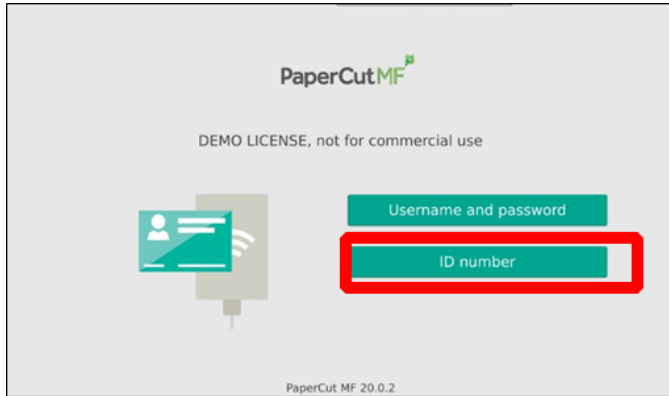 PaperCutMF
DEMO LICENSE, not for commercial use
Username and password
ID number
PaperCut MF 20.0.2